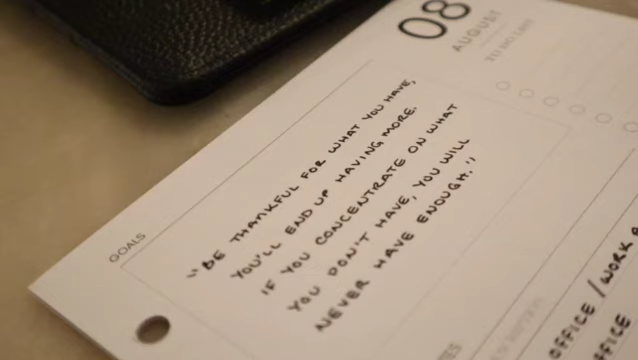 08
AUGUST
GOALS
"BE THANKFUL FOR WHAT YOU HAVE,
YOU'LL END UP HAVING MORE.
IF YOU CONCENTRATE ON WHAT
YOU DON'T HAVE, YOU WILL
NEVER HAVE ENOUGH."
OFFICE / WORK
OFFICE